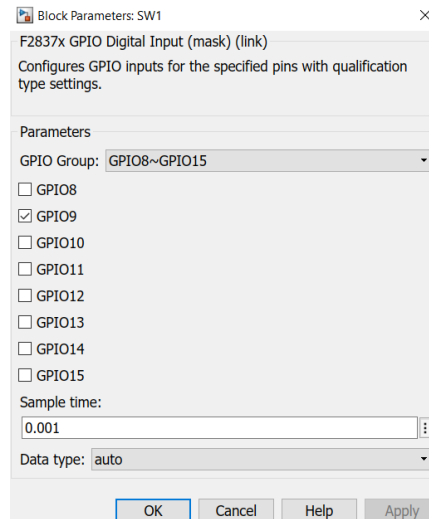 Block Parameters: SW1
F2837x GPIO Digital Input (mask) (link)
Configures GPIO inputs for the specified pins with qualification
type settings.
Parameters
GPIO Group: GPIO8~GPIO15
GPIO8
GPIO9
GPIO10
GPIO11
GPIO12
GPIO13
GPIO14
GPIO15
Sample time:
0.001
Data type: auto
OK Cancel Help Apply